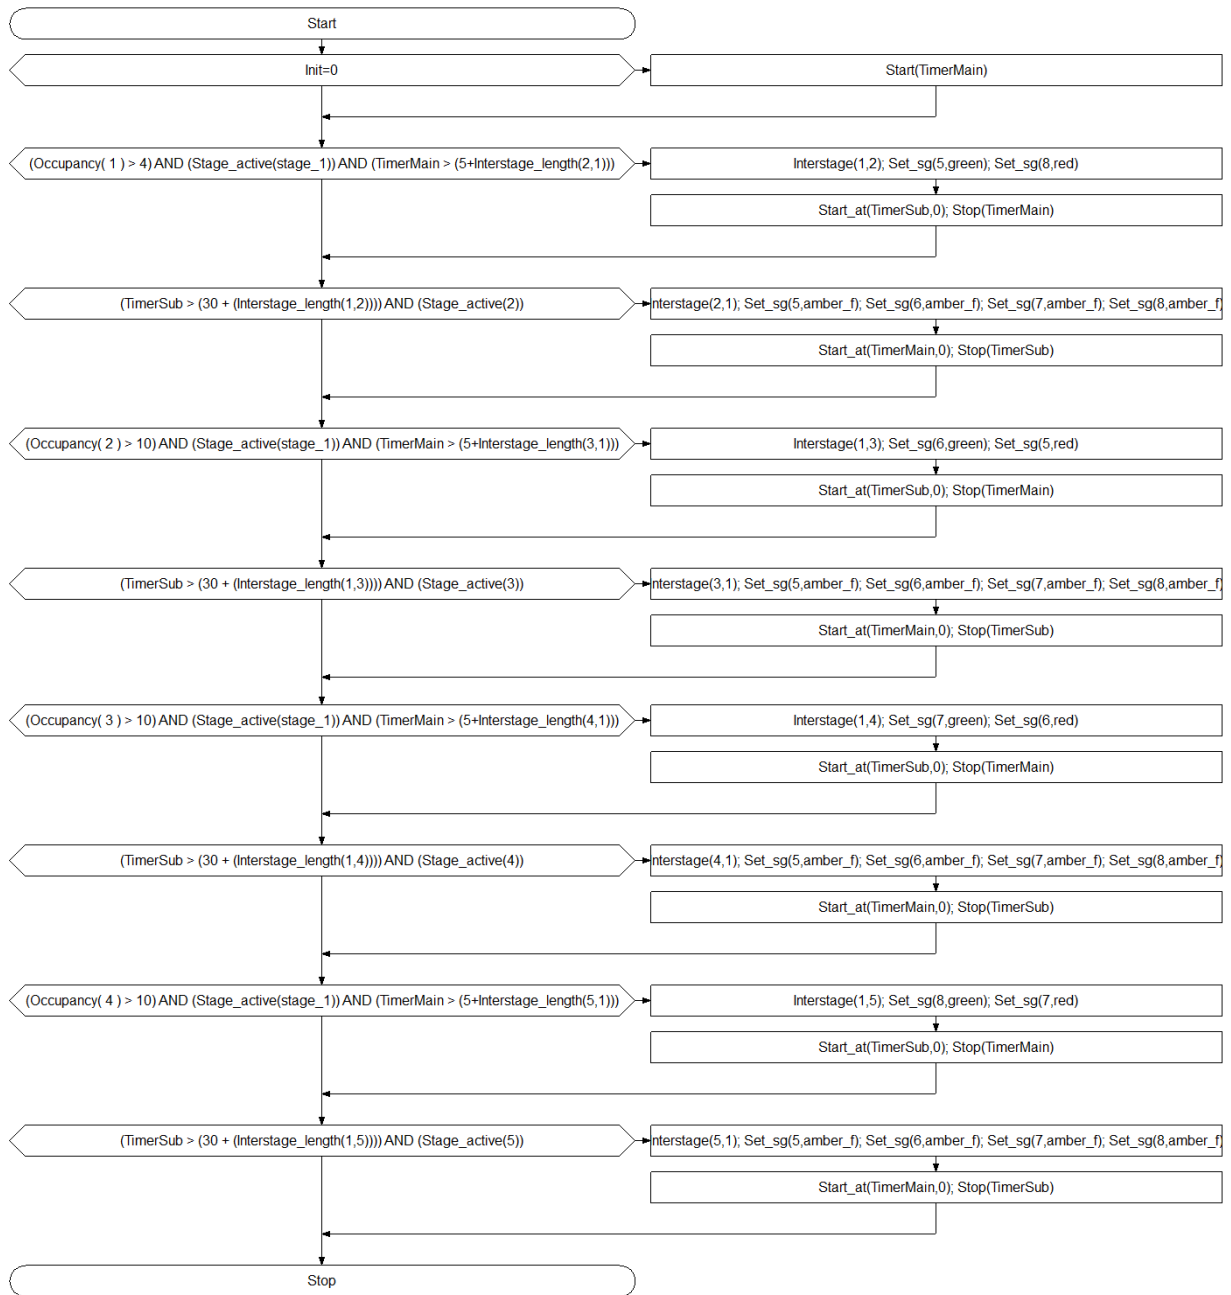 Start
Init=0
Start(TimerMain)
(Occupancy( 1 ) > 4) AND (Stage_active(stage_1)) AND (TimerMain > (5+Interstage_length(2,1)))
Interstage(1,2); Set_sg(5,green); Set_sg(8,red)
Start_at(TimerSub,0); Stop(TimerMain)
(TimerSub > (30 + (Interstage_length(1,2)))) AND (Stage_active(2))
nterstage(2,1); Set_sg(5,amber_f); Set_sg(6,amber_f); Set_sg(7,amber_f); Set_sg(8,amber_f)
Start_at(TimerMain,0); Stop(TimerSub)
(Occupancy( 2 ) > 10) AND (Stage_active(stage_1)) AND (TimerMain > (5+Interstage_length(3,1)))
Interstage(1,3); Set_sg(6,green); Set_sg(5,red)
Start_at(TimerSub,0); Stop(TimerMain)
(TimerSub > (30 + (Interstage_length(1,3)))) AND (Stage_active(3))
nterstage(3,1); Set_sg(5,amber_f); Set_sg(6,amber_f); Set_sg(7,amber_f); Set_sg(8,amber_f)
Start_at(TimerMain,0); Stop(TimerSub)
(Occupancy( 3 ) > 10) AND (Stage_active(stage_1)) AND (TimerMain > (5+Interstage_length(4,1)))
Interstage(1,4); Set_sg(7,green); Set_sg(6,red)
Start_at(TimerSub,0); Stop(TimerMain)
(TimerSub > (30 + (Interstage_length(1,4)))) AND (Stage_active(4))
nterstage(4,1); Set_sg(5,amber_f); Set_sg(6,amber_f); Set_sg(7,amber_f); Set_sg(8,amber_f)
Start_at(TimerMain,0); Stop(TimerSub)
(Occupancy( 4 ) > 10) AND (Stage_active(stage_1)) AND (TimerMain > (5+Interstage_length(5,1)))
Interstage(1,5); Set_sg(8,green); Set_sg(7,red)
Start_at(TimerSub,0); Stop(TimerMain)
(TimerSub > (30 + (Interstage_length(1,5)))) AND (Stage_active(5))
nterstage(5,1); Set_sg(5,amber_f); Set_sg(6,amber_f); Set_sg(7,amber_f); Set_sg(8,amber_f)
Start_at(TimerMain,0); Stop(TimerSub)
Stop